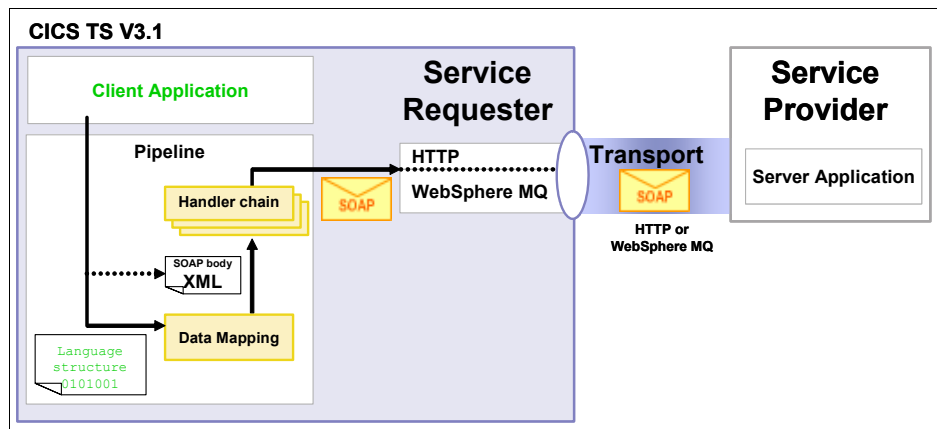 CICS TS V3.1
Client Application
Service
Requester
Service
Provider
Pipeline
HTTP
WebSphere MQ
Transport
Server Application
Handler chain
SOAP
SOAP
HTTP or
WebSphere MQ
SOAP body
XML
Data Mapping
Language
structure
0101001